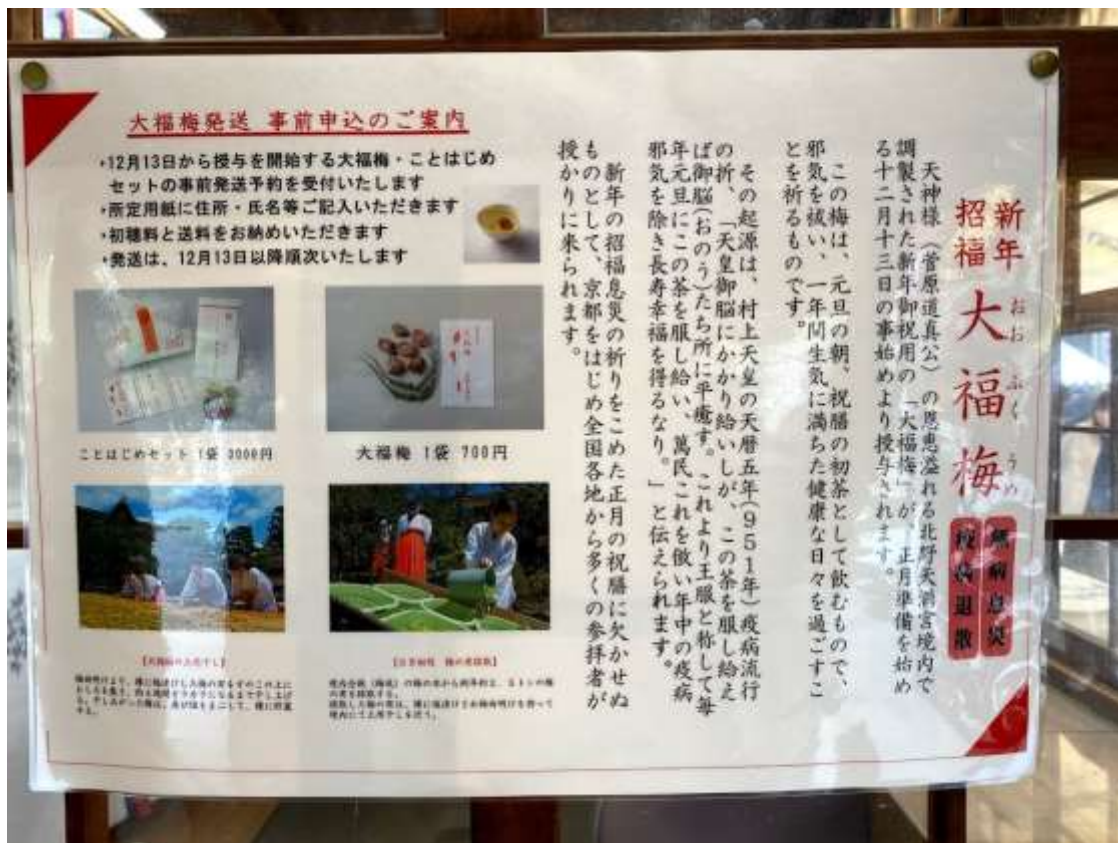 新年
招福
大福梅
おお ふく うめ
無病息災
疫病退散
天神様（菅原道真公）の恩恵溢れる北野天満宮境内で
調製された新年御祝用の「大福梅」が、正月準備を始め
る十二月十三日の事始めより授与されます。
この梅は、元旦の朝、祝膳の初茶として飲むもので、
邪気を祓い、一年間生気に満ちた健康な日々を過ごすこ
とを祈るものです。
その起源は、村上天皇の天暦五年(951年)疫病流行
の折、「天皇御脳にかかり給いしが、この茶を服し給え
ば御脳(おのう)たち所に平癒す。これより王服と称して毎
年元旦にこの茶を服し給い、萬民これを倣い年中の疫病
邪気を除き長寿幸福を得るなり。」と伝えられます。
新年の招福息災の祈りをこめた正月の祝膳に欠かせぬ
ものとして、京都をはじめ全国各地から多くの参拝者が
授かりに来られます。
大福梅発送 事前申込のご案内
・12月13日から授与を開始する大福梅・ことはじめ
セットの事前発送予約を受付いたします
・所定用紙に住所・氏名等ご記入いただきます
・初穂料と送料をお納めいただきます
・発送は、12月13日以降順次いたします
ことはじめセット 1袋 3000円
大福梅 1袋 700円